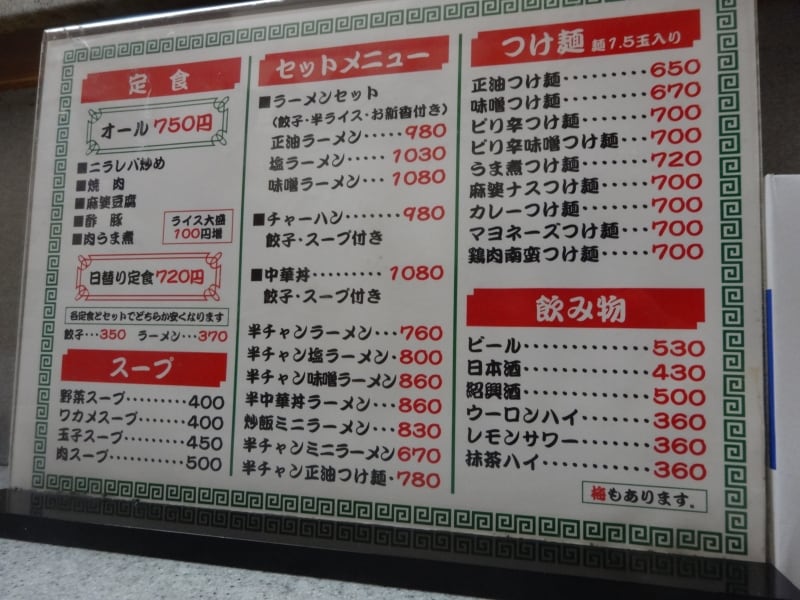 定食
オール750円
■ニラレバ炒め
■焼肉
■麻婆豆腐
■酢豚
■肉うま煮
ライス大盛
100円増
日替り定食720円
各定食とセットでどちらか安くなります
餃子‥‥350 ラーメン‥‥370
スープ
野菜スープ‥‥‥‥400
ワカメスープ‥‥‥400
玉子スープ‥‥‥‥450
肉スープ‥‥‥‥‥500
セットメニュー
■ラーメンセット
(餃子・半ライス・お新香付き)
正油ラーメン‥‥‥980
塩ラーメン‥‥‥1030
味噌ラーメン‥‥1080
■チャーハン‥‥‥‥980
餃子・スープ付き
■中華丼‥‥‥‥‥1080
餃子・スープ付き
半チャンラーメン‥‥760
半チャン塩ラーメン‥800
半チャン味噌ラーメン860
半中華丼ラーメン‥‥860
炒飯ミニラーメン‥‥830
半チャンミニラーメン670
半チャン正油つけ麺・780
つけ麺 麺1.5玉入り
正油つけ麺‥‥‥‥‥650
味噌つけ麺‥‥‥‥‥670
ピリ辛つけ麺‥‥‥‥700
ピリ辛味噌つけ麺‥‥700
うま煮つけ麺‥‥‥‥720
麻婆ナスつけ麺‥‥‥700
カレーつけ麺‥‥‥‥700
マヨネーズつけ麺‥‥700
鶏肉南蛮つけ麺‥‥‥700
飲み物
ビール‥‥‥‥‥‥‥530
日本酒‥‥‥‥‥‥‥430
紹興酒‥‥‥‥‥‥‥500
ウーロンハイ‥‥‥‥360
レモンサワー‥‥‥‥360
抹茶ハイ‥‥‥‥‥‥360
梅もあります。